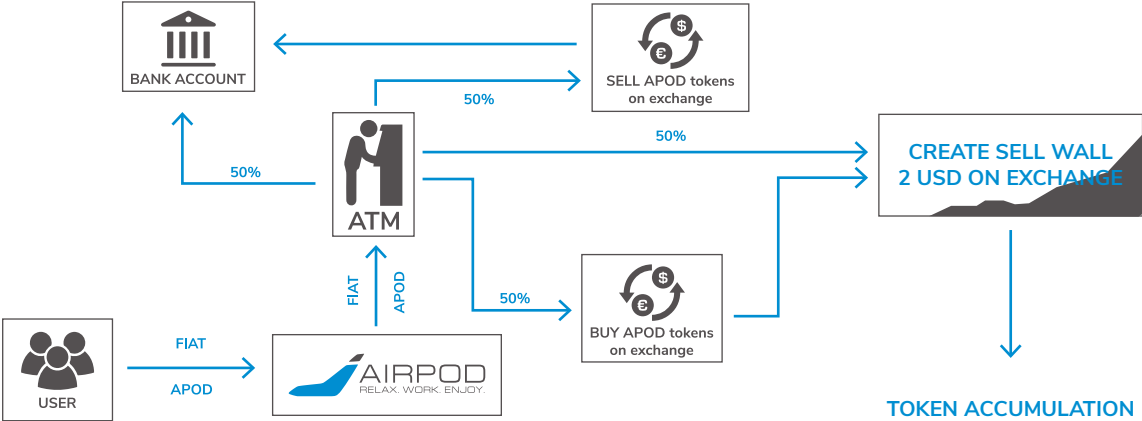 BANK ACCOUNT
SELL APOD tokens
on exchange
50%
50%
50%
ATM
CREATE SELL WALL
2 USD ON EXCHANGE
FIAT
APOD
50%
BUY APOD tokens
on exchange
USER
FIAT
APOD
AIRPOD
RELAX. WORK. ENJOY.
TOKEN ACCUMULATION